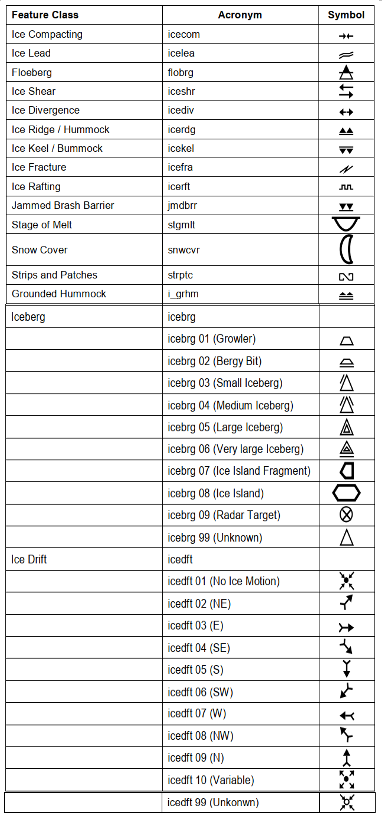 Feature Class Acronym Symbol
Ice Compacting icecom
Ice Lead icelea
Floeberg flobrg
Ice Shear iceshr
Ice Divergence icediv
Ice Ridge / Hummock icerdg
Ice Keel / Bummock icekel
Ice Fracture icefra
Ice Rafting icerft
Jammed Brash Barrier jmdbrr
Stage of Melt stgmlt
Snow Cover snwcvr
Strips and Patches strptc
Grounded Hummock i_grhm
Iceberg icebrg
icebrg 01 (Growler)
icebrg 02 (Bergy Bit)
icebrg 03 (Small Iceberg)
icebrg 04 (Medium Iceberg)
icebrg 05 (Large Iceberg)
icebrg 06 (Very large Iceberg)
icebrg 07 (Ice Island Fragment)
icebrg 08 (Ice Island)
icebrg 09 (Radar Target)
icebrg 99 (Unknown)
Ice Drift icedft
icedft 01 (No Ice Motion)
icedft 02 (NE)
icedft 03 (E)
icedft 04 (SE)
icedft 05 (S)
icedft 06 (SW)
icedft 07 (W)
icedft 08 (NW)
icedft 09 (N)
icedft 10 (Variable)
icedft 99 (Unkonwn)